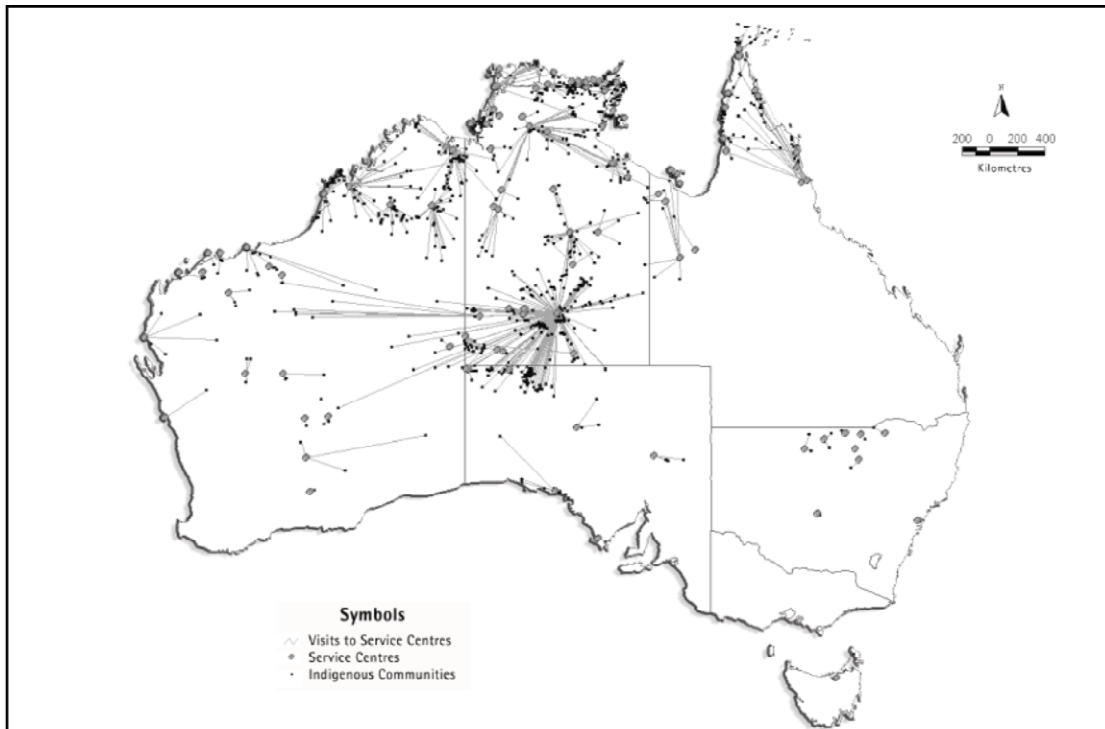 N
200 0 200 400
Kilometres
Symbols
Visits to Service Centres
Service Centres
Indigenous Communities